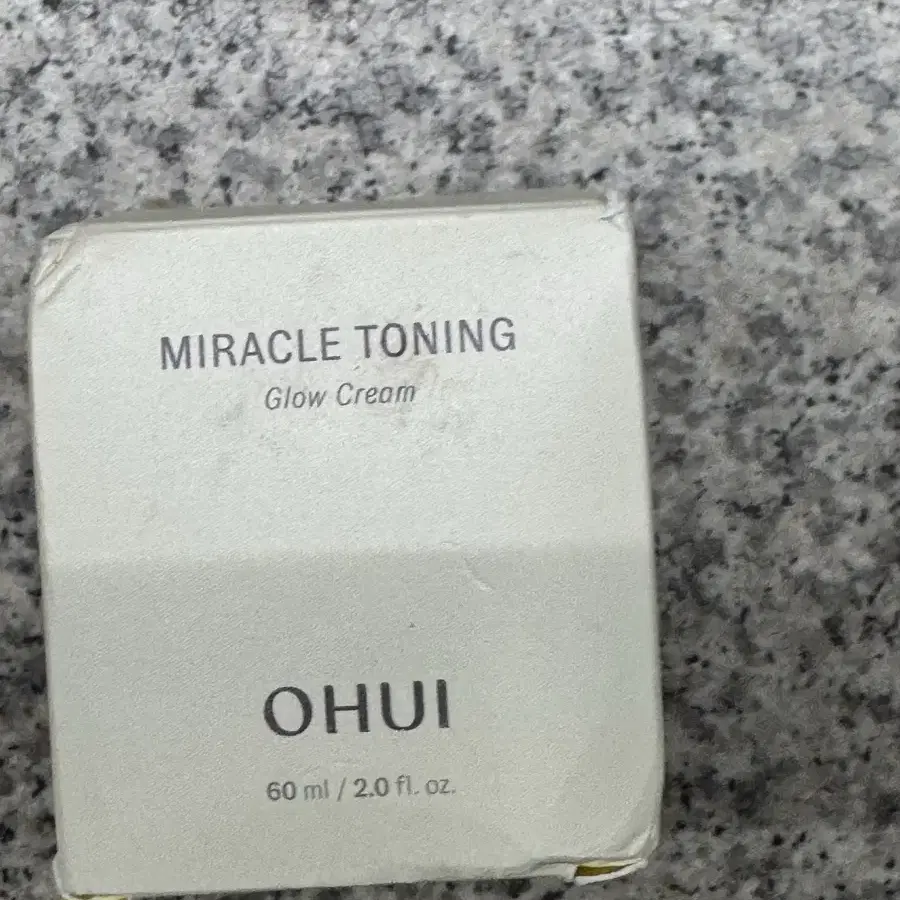 MIRACLE TONING
Glow Cream
OHUI
60 ml / 2.0 fl. oz.